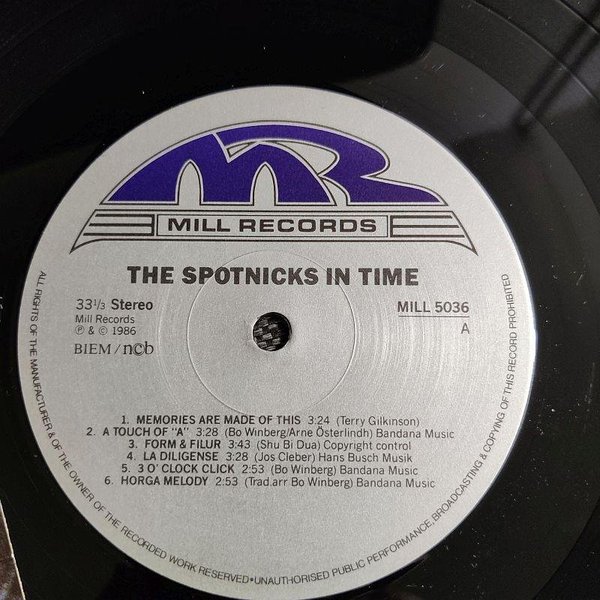 MR
MILL RECORDS
THE SPOTNICKS IN TIME
33 1/3 Stereo
Mill Records
℗ & © 1986
BIEM/ncb
MILL 5036
A
1. MEMORIES ARE MADE OF THIS 3:24 (Terry Gilkinson)
2. A TOUCH OF "A" 3:28 (Bo Winberg/Arne Österlindh) Bandana Music
3. FORM & FILUR 3:43 (Shu Bi Dua) Copyright control
4. LA DILIGENSE 3:28 (Jos Cleber) Hans Busch Musik
5. 3 O'CLOCK CLICK 2:53 (Bo Winberg) Bandana Music
6. HORGA MELODY 2:53 (Trad.arr Bo Winberg) Bandana Music
ALL RIGHTS OF THE MANUFACTURER & OF THE OWNER OF THE RECORDED WORK RESERVED•UNAUTHORISED PUBLIC PERFORMANCE, BROADCASTING & COPYING OF THIS RECORD PROHIBITED